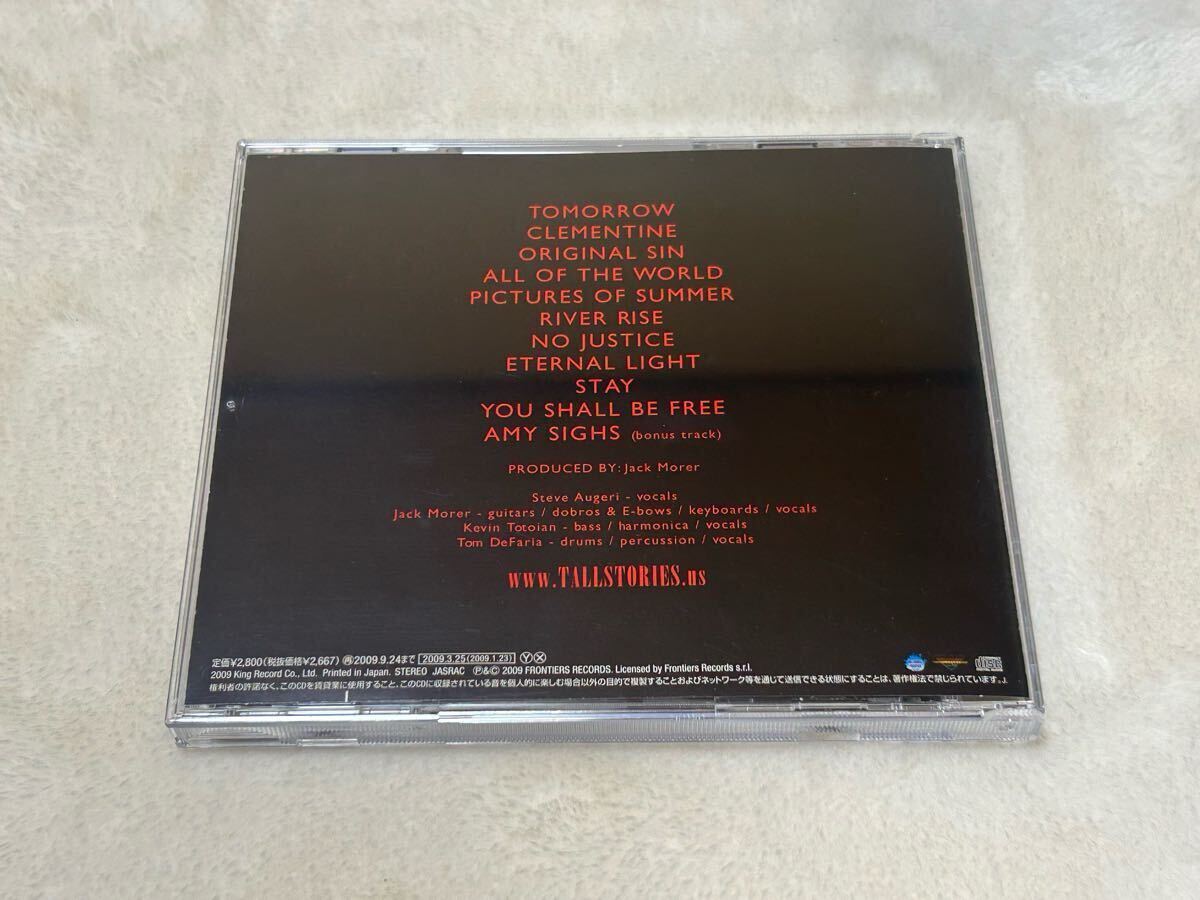 TOMORROW
CLEMENTINE
ORIGINAL SIN
ALL OF THE WORLD
PICTURES OF SUMMER
RIVER RISE
NO JUSTICE
ETERNAL LIGHT
STAY
YOU SHALL BE FREE
AMY SIGHS (bonus track)
PRODUCED BY: Jack Morer
Steve Augeri - vocals
Jack Morer - guitars / dobros & E-bows / keyboards / vocals
Kevin Totoian - bass / harmonica / vocals
Tom DeFaria - drums / percussion / vocals
www.TALLSTORIES.us
定価¥2,800(税抜価格¥2,667) 再2009.9.24まで 2009.3.25(2009.1.23) Ⓨ Ⓧ
2009 King Record Co., Ltd. Printed in Japan. STEREO JASRAC ℗&© 2009 FRONTIERS RECORDS. Licensed by Frontiers Records s.r.l.
権利者の許諾なく、このCDを賃貸業に使用すること、このCDに収録されている音を個人的に楽しむ場合以外の目的で複製することおよびネットワーク等を通じて送信できる状態にすることは、著作権法で禁じられています。J